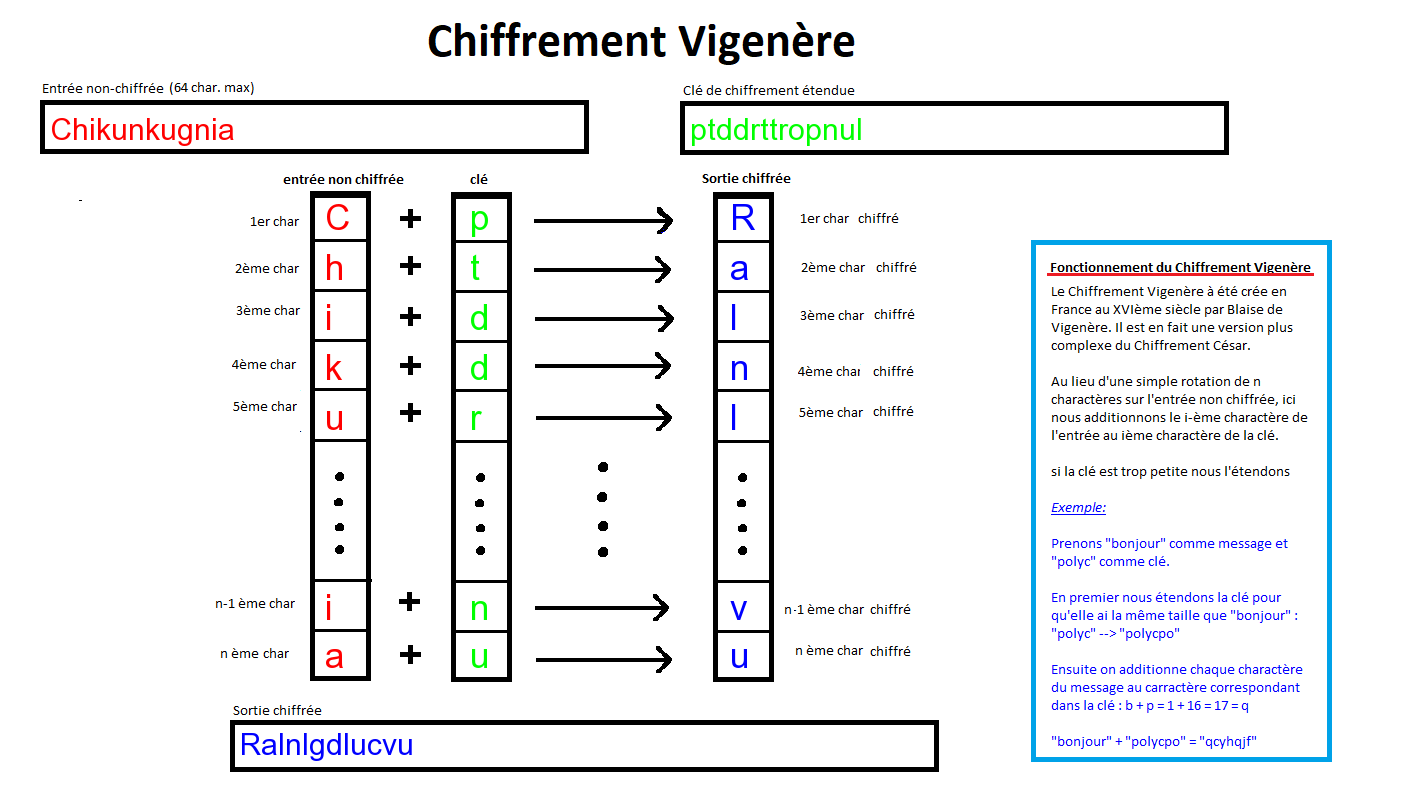 Chiffrement Vigenère
Entrée non-chiffrée (64 char. max)
Chikunkugnia
Clé de chiffrement étendue
ptddrttropnul
entrée non chiffrée clé Sortie chiffrée
1er char C + p R 1er char chiffré
2ème char h + t a 2ème char chiffré
3ème char i + d l 3ème char chiffré
4ème char k + d n 4ème char chiffré
5ème char u + r l 5ème char chiffré
n-1 ème char i + n v n-1 ème char chiffré
n ème char a + u u n ème char chiffré
Sortie chiffrée
Ralnlgdlucvu
Fonctionnement du Chiffrement Vigenère
Le Chiffrement Vigenère à été crée en
France au XVIème siècle par Blaise de
Vigenère. Il est en fait une version plus
complexe du Chiffrement César.
Au lieu d'une simple rotation de n
charactères sur l'entrée non chiffrée, ici
nous additionnons le i-ème charactère de
l'entrée au ième charactère de la clé.
si la clé est trop petite nous l'étendons
Exemple:
Prenons "bonjour" comme message et
"polyc" comme clé.
En premier nous étendons la clé pour
qu'elle ai la même taille que "bonjour" :
"polyc" --> "polycpo"
Ensuite on additionne chaque charactère
du message au carractère correspondant
dans la clé : b + p = 1 + 16 = 17 = q
"bonjour" + "polycpo" = "qcyhqjf"